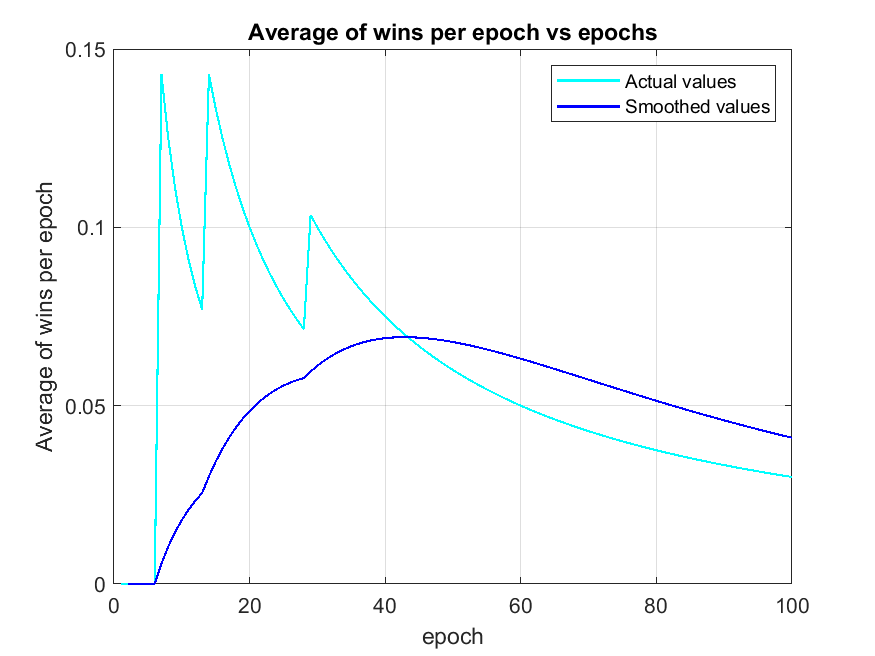 Average of wins per epoch vs epochs
Average of wins per epoch
0.15
0.1
0.05
0
Actual values
Smoothed values
0 20 40 60 80 100
epoch